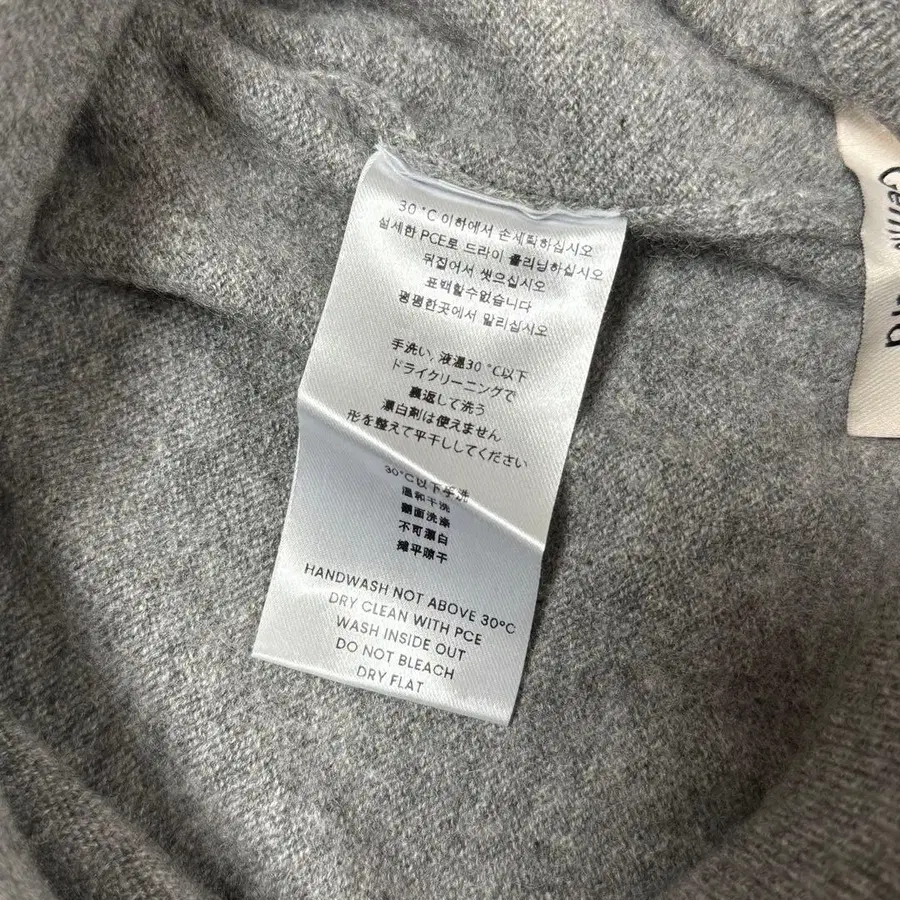 30 °C 이하에서 손세탁하십시오
섬세한 PCE로 드라이 클리닝하십시오
뒤집어서 씻으십시오
표백할수없습니다
평평한곳에서 말리십시오
手洗い, 液温30 °C以下
ドライクリーニングで
裏返して洗う
漂白剤は使えません
形を整えて平干ししてください
30°C以下手洗
温和干洗
翻面洗涤
不可漂白
摊平晾干
HANDWASH NOT ABOVE 30°C
DRY CLEAN WITH PCE
WASH INSIDE OUT
DO NOT BLEACH
DRY FLAT